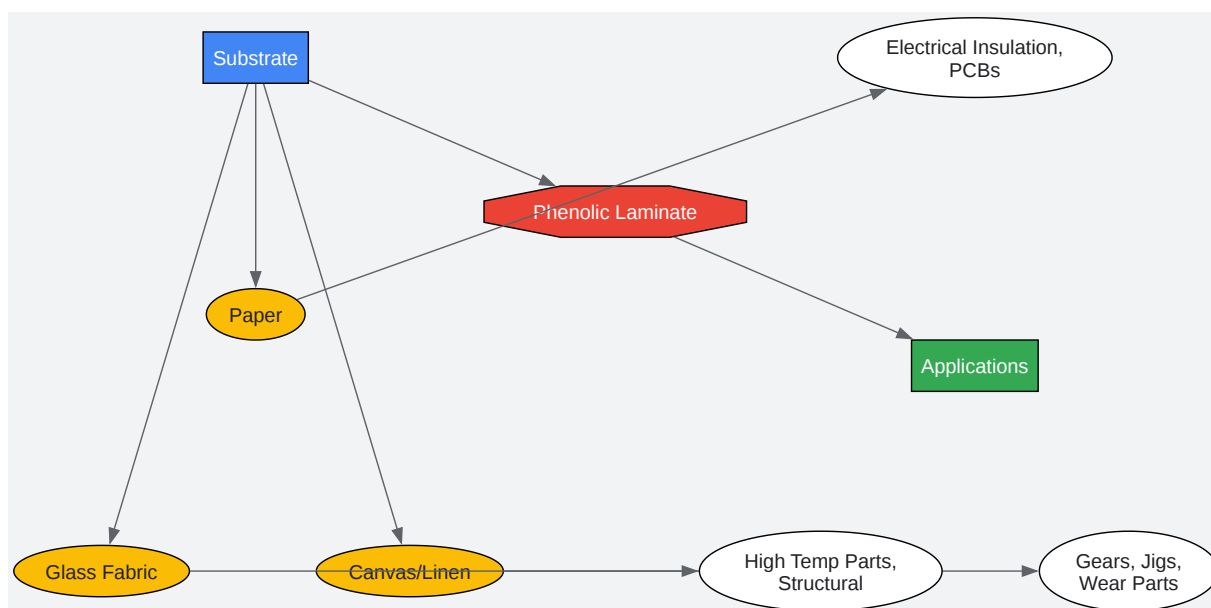 Substrate
Electrical Insulation,
PCBs
Phenolic Laminate
Paper
Applications
Glass Fabric
Canvas/Linen
High Temp Parts,
Structural
Gears, Jigs,
Wear Parts